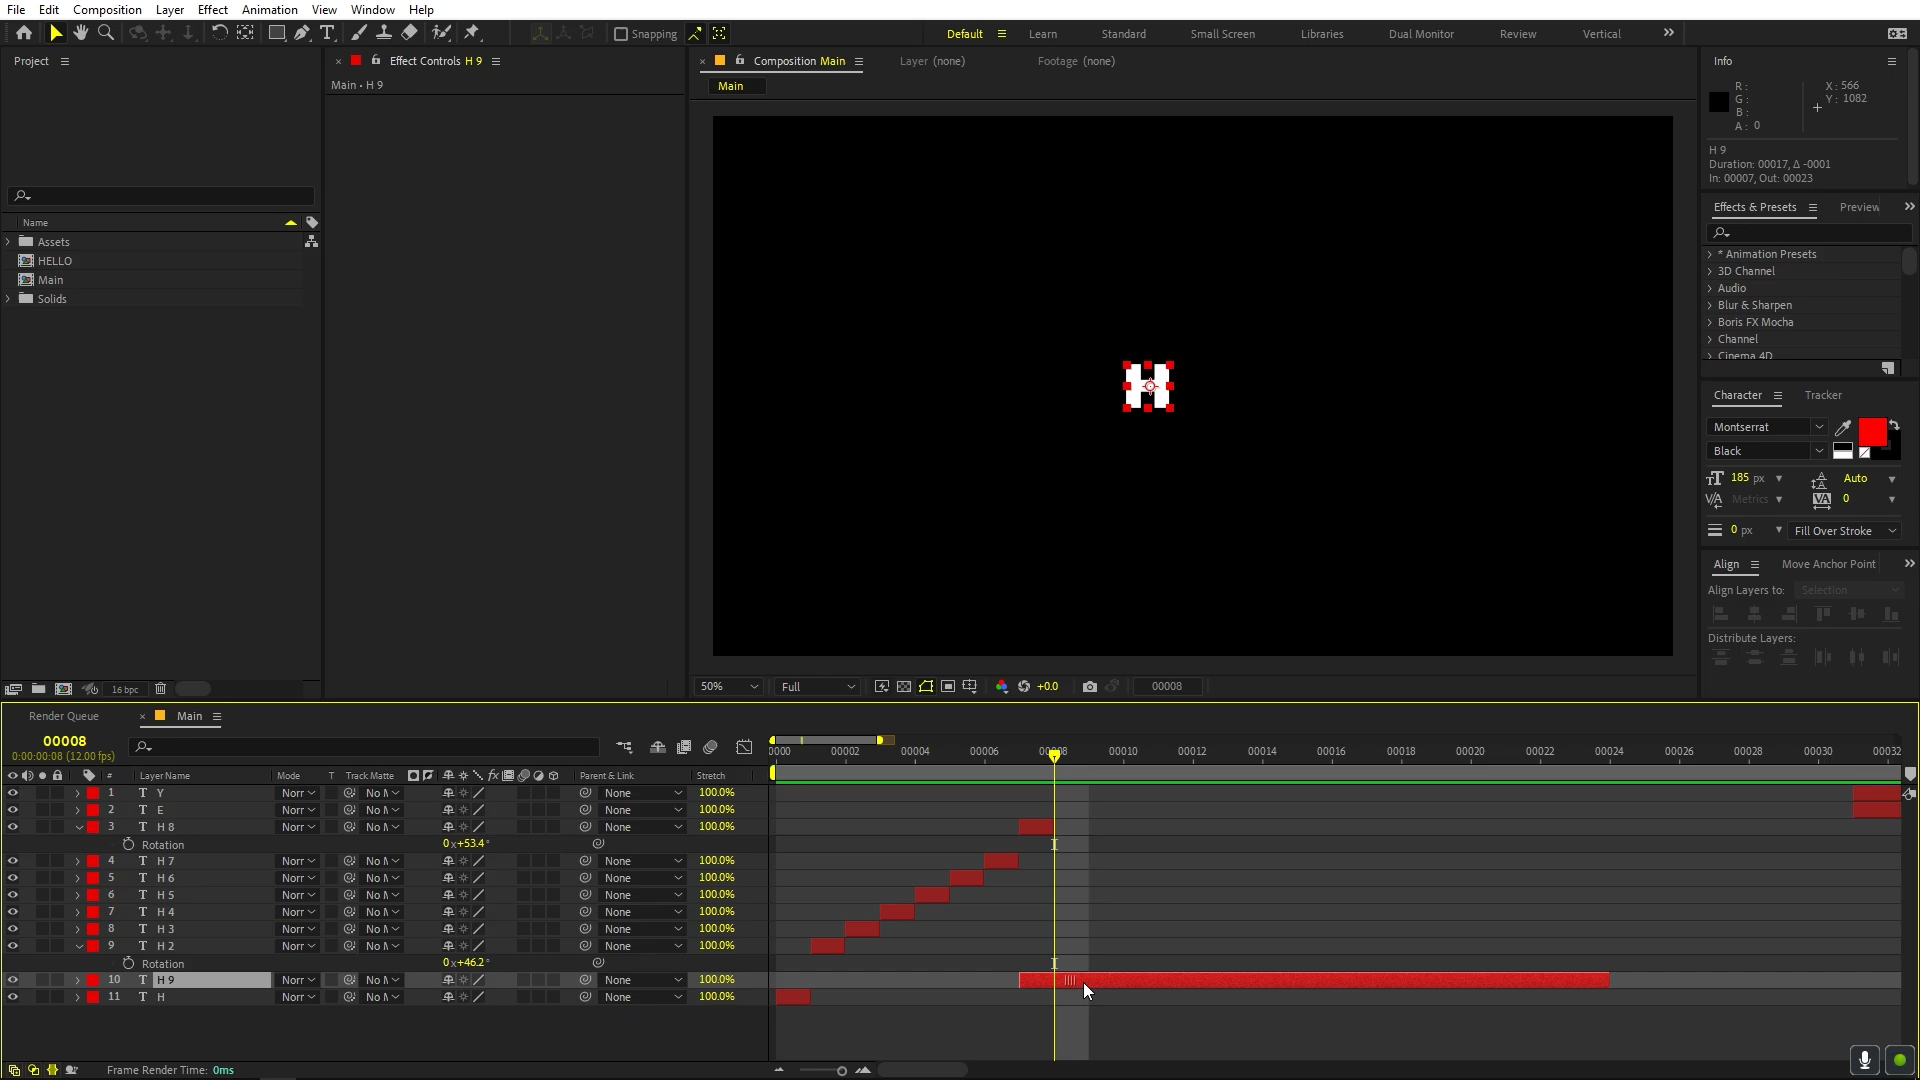 File Edit Composition Layer Effect Animation View Window Help
Snapping
Default Learn Standard Small Screen Libraries Dual Monitor Review Vertical
Project
Effect Controls H 9
Composition Main
Layer (none)
Footage (none)
Info
Main • H 9
Main
R :
G :
B :
A : 0
X : 566
Y : 1082
H 9
Duration: 00017, Δ -0001
In: 00007, Out: 00023
Effects & Presets
Preview
Name
Assets
HELLO
Main
Solids
* Animation Presets
3D Channel
Audio
Blur & Sharpen
Boris FX Mocha
Channel
Cinema 4D
H
Character
Tracker
Montserrat
Black
185 px
Auto
Metrics
0
0 px
Fill Over Stroke
Align
Move Anchor Point
Align Layers to: Selection
Distribute Layers:
16 bpc
50%
Full
+0.0
00008
Render Queue
Main
00008
0:00:00:08 (12.00 fps)
0000 00002 00004 00006 00008 00010 00012 00014 00016 00018 00020 00022 00024 00026 00028 00030 00032
# Layer Name Mode T Track Matte fx Parent & Link Stretch
1 T Y Norr No M None 100.0%
2 T E Norr No M None 100.0%
3 T H 8 Norr No M None 100.0%
Rotation 0x+53.4°
4 T H 7 Norr No M None 100.0%
5 T H 6 Norr No M None 100.0%
6 T H 5 Norr No M None 100.0%
7 T H 4 Norr No M None 100.0%
8 T H 3 Norr No M None 100.0%
9 T H 2 Norr No M None 100.0%
Rotation 0x+46.2°
10 T H 9 Norr No M None 100.0%
11 T H Norr No M None 100.0%
Frame Render Time: 0ms